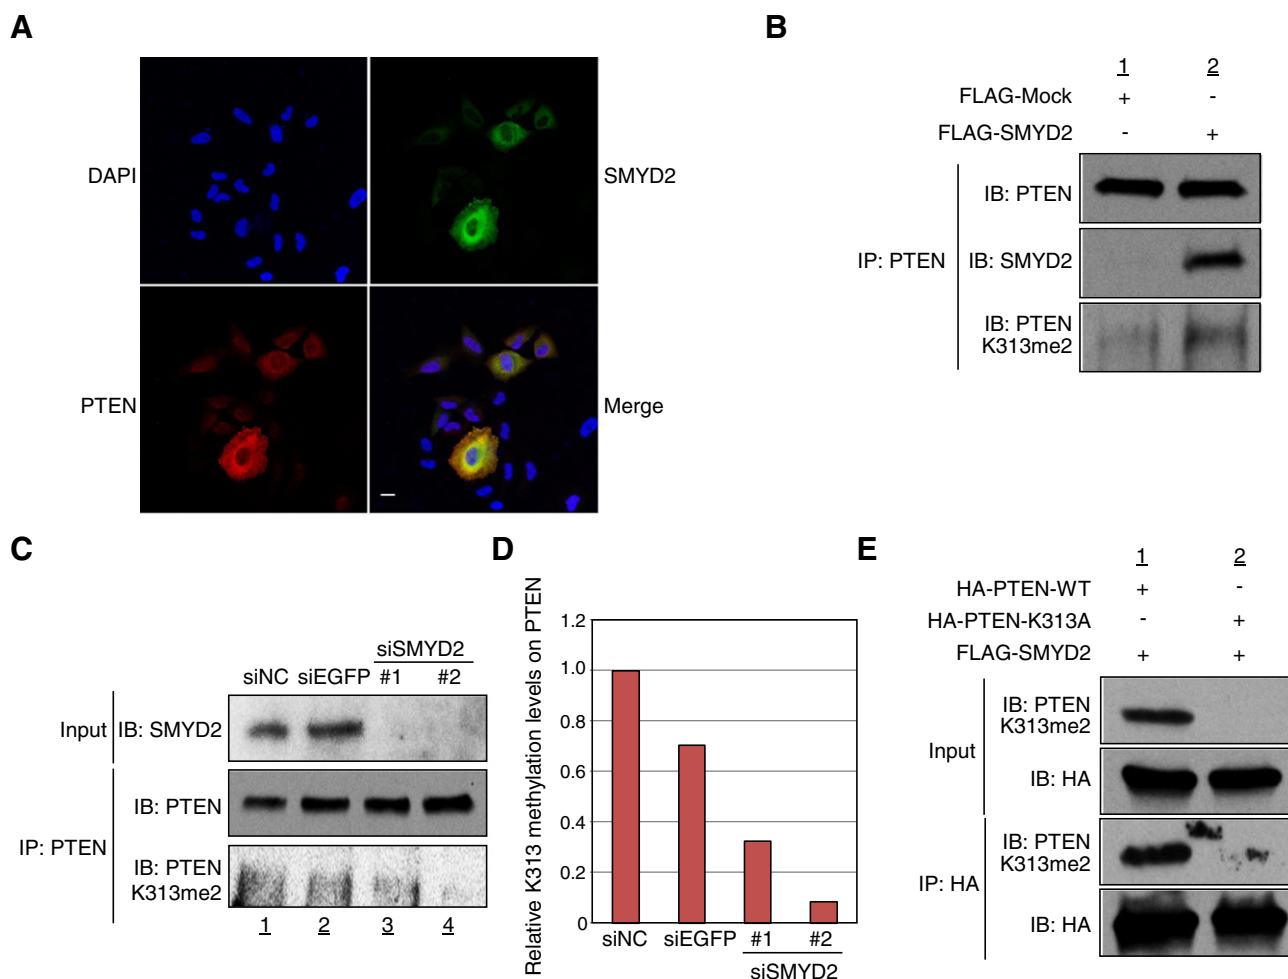 A
DAPI
SMYD2
PTEN
Merge
B
1 2
FLAG-Mock + -
FLAG-SMYD2 - +
IP: PTEN
IB: PTEN
IB: SMYD2
IB: PTEN
K313me2
C
siSMYD2
siNC siEGFP #1 #2
Input
IB: SMYD2
IP: PTEN
IB: PTEN
IB: PTEN
K313me2
1 2 3 4
D
Relative K313 methylation levels on PTEN
1.2
1.0
0.8
0.6
0.4
0.2
0
siNC siEGFP #1 #2
siSMYD2
E
1 2
HA-PTEN-WT + -
HA-PTEN-K313A - +
FLAG-SMYD2 + +
Input
IB: PTEN
K313me2
IB: HA
IP: HA
IB: PTEN
K313me2
IB: HA